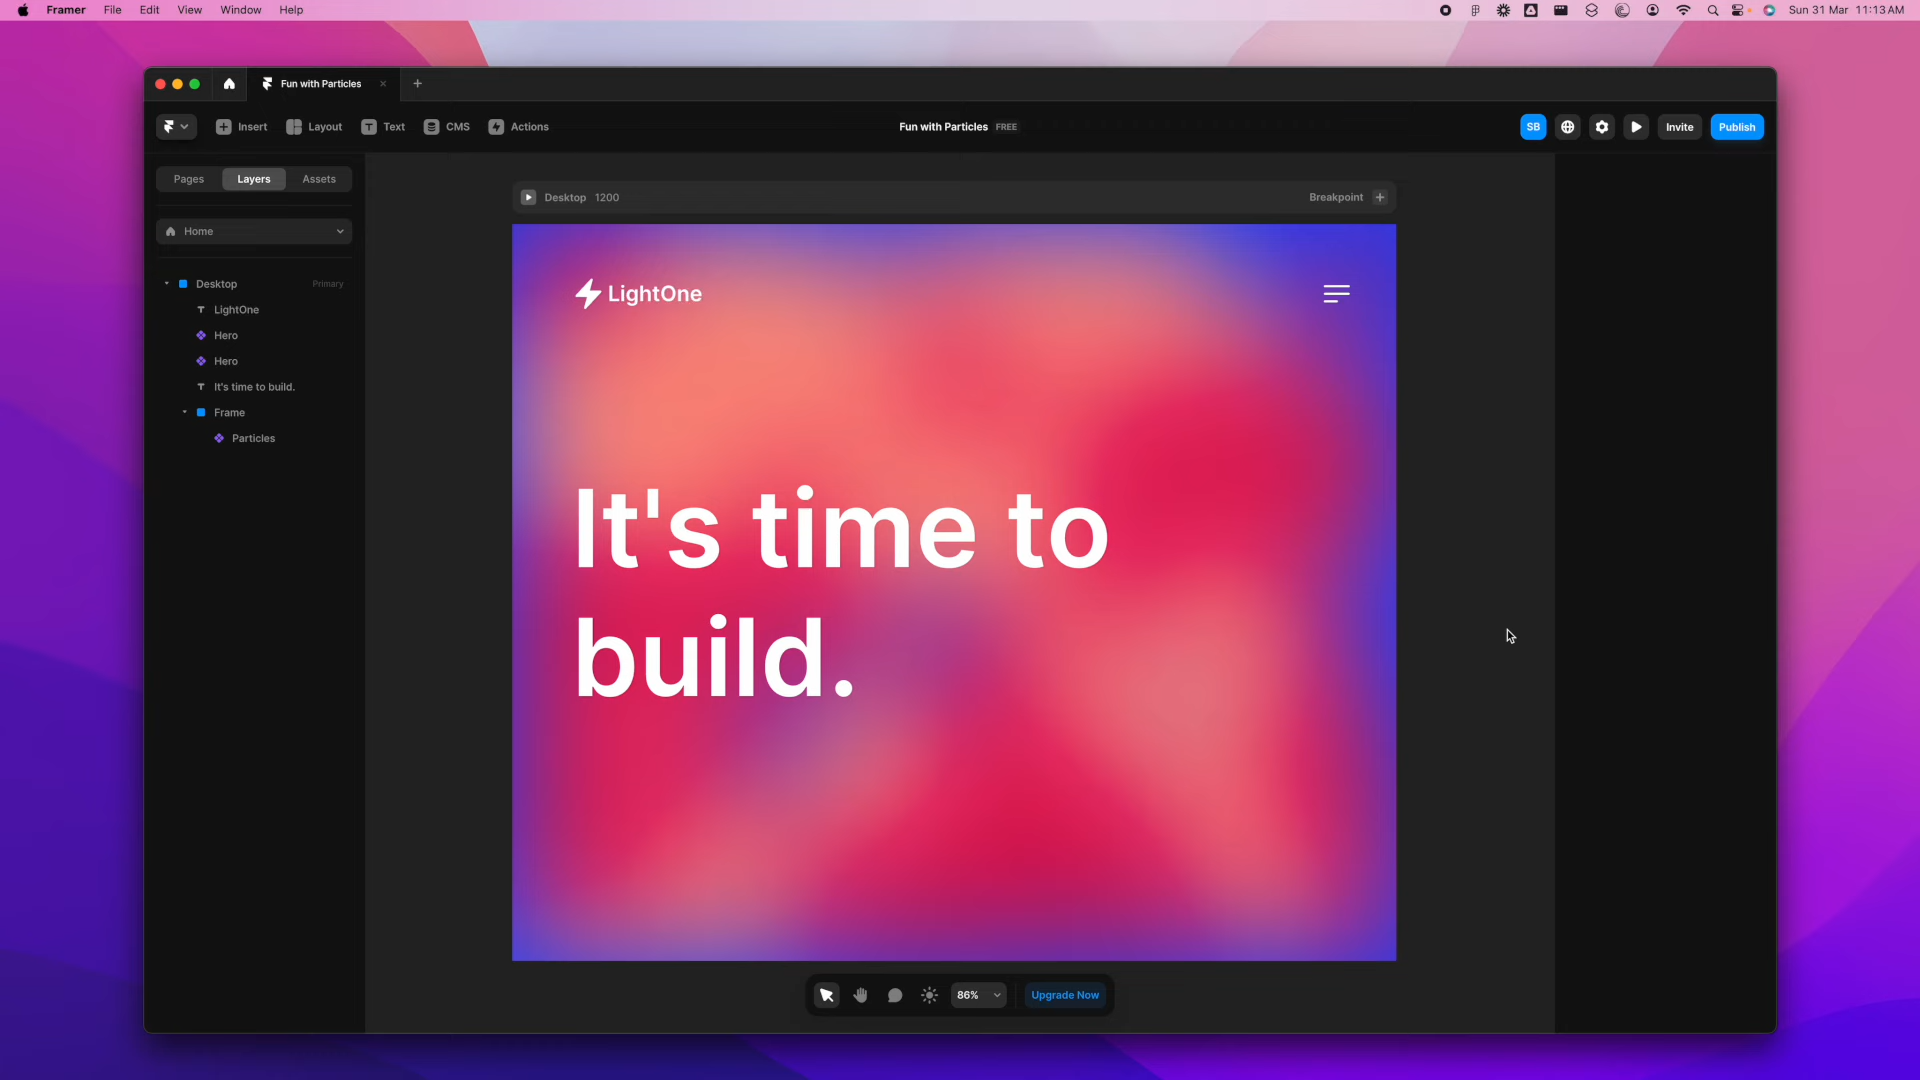 Framer File Edit View Window Help
Sun 31 Mar 11:13 AM
Fun with Particles
Insert Layout Text CMS Actions
Fun with Particles FREE
SB Invite Publish
Pages Layers Assets
Home
Desktop Primary
LightOne
Hero
Hero
It's time to build.
Frame
Particles
Desktop 1200 Breakpoint
LightOne
It's time to
build.
86% Upgrade Now